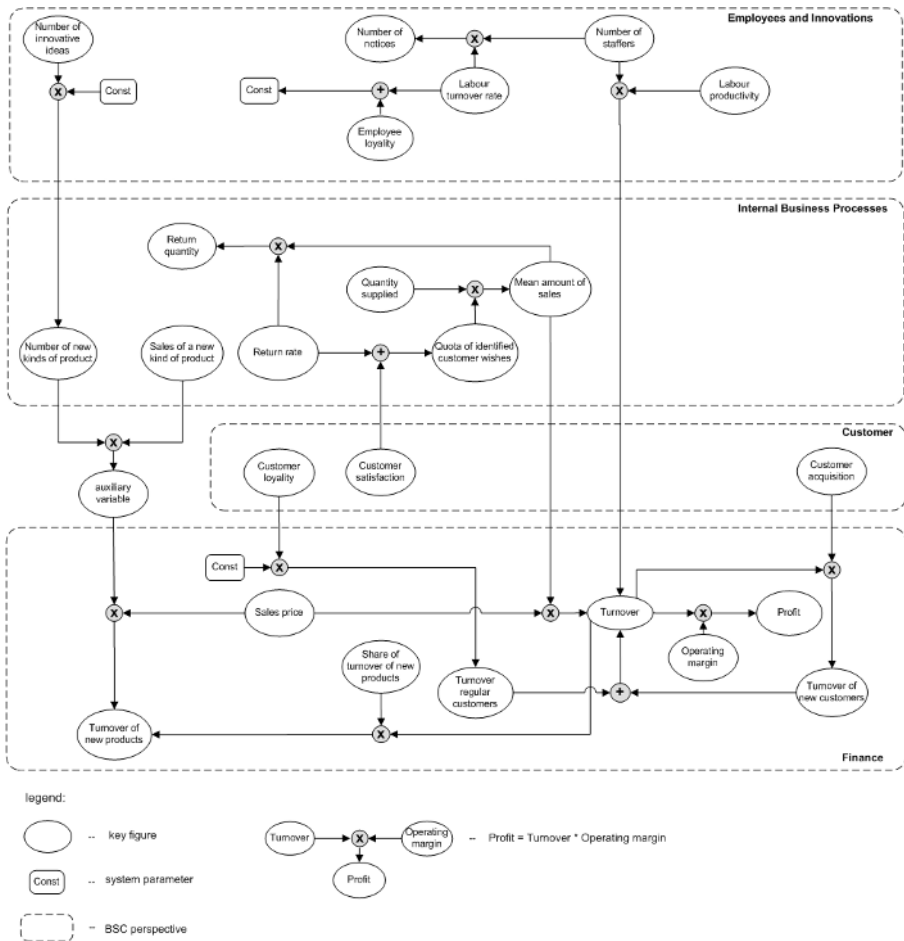 Employees and Innovations
Number of
innovative
ideas
Number of
notices
x
Number of
staffers
x
Const
Const
+
Labour
turnover rate
x
Labour
productivity
Employee
loyality
Internal Business Processes
Return
quantity
x
Quantity
supplied
x
Mean amount of
sales
Number of new
kinds of product
Sales of a new
kind of product
Return rate
+
Quota of identified
customer wishes
Customer
x
auxiliary
variable
Customer
loyality
Customer
satisfaction
Customer
acquisition
Const
x
x
x
Sales price
x
Turnover
x
Profit
Share of
turnover of new
products
Operating
margin
Turnover
regular
customers
+
Turnover of
new customers
Turnover of
new products
x
Finance
legend:
-- key figure
Turnover
x
Operating
margin
-- Profit = Turnover * Operating margin
Profit
Const
-- system parameter
-- BSC perspective